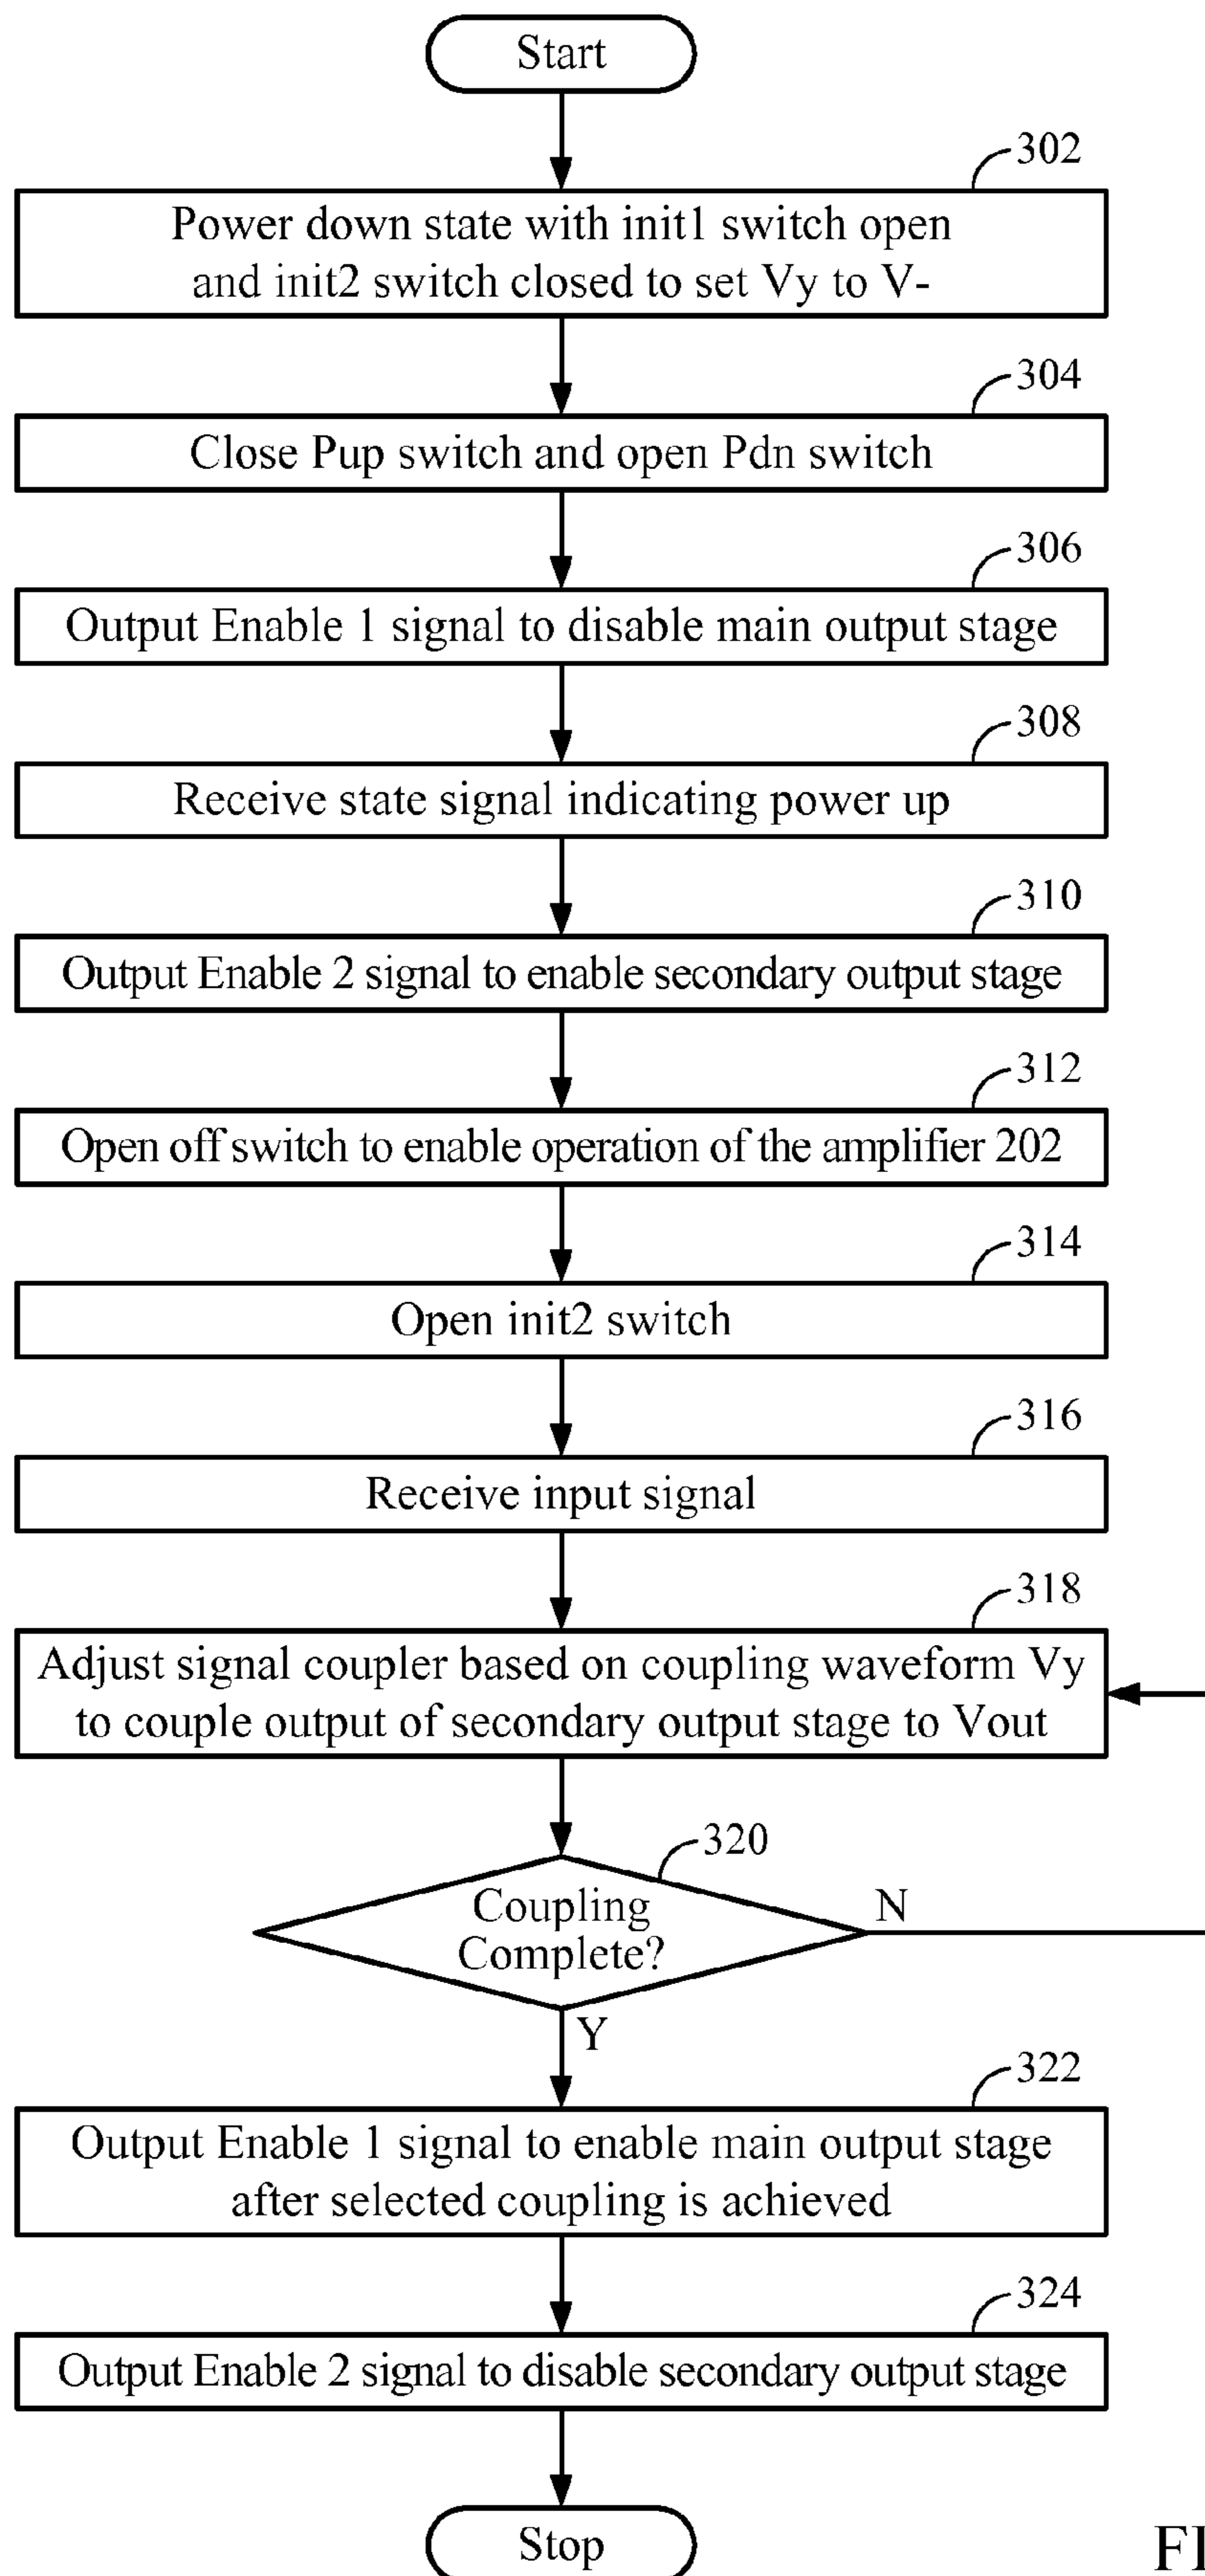 Start
302
Power down state with init1 switch open
and init2 switch closed to set Vy to V-
304
Close Pup switch and open Pdn switch
306
Output Enable 1 signal to disable main output stage
308
Receive state signal indicating power up
310
Output Enable 2 signal to enable secondary output stage
312
Open off switch to enable operation of the amplifier 202
314
Open init2 switch
316
Receive input signal
318
Adjust signal coupler based on coupling waveform Vy
to couple output of secondary output stage to Vout
320
Coupling
Complete?
N
Y
322
Output Enable 1 signal to enable main output stage
after selected coupling is achieved
324
Output Enable 2 signal to disable secondary output stage
Stop